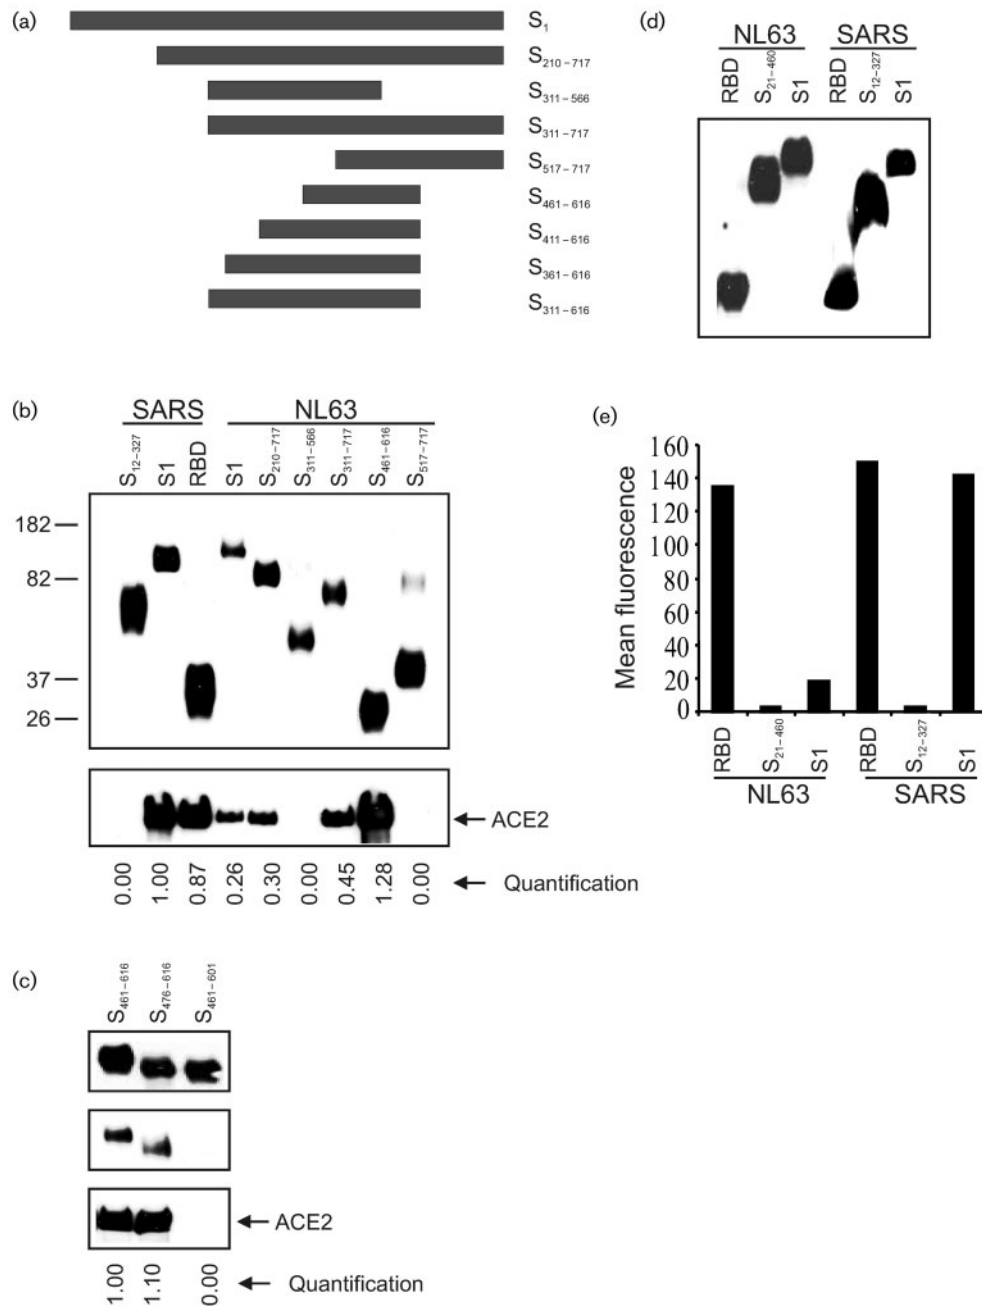 (a)
S₁
S₂₁₀₋₇₁₇
S₃₁₁₋₅₆₆
S₃₁₁₋₇₁₇
S₅₁₇₋₇₁₇
S₄₆₁₋₆₁₆
S₄₁₁₋₆₁₆
S₃₆₁₋₆₁₆
S₃₁₁₋₆₁₆
(b)
SARS NL63
S₁₂₋₃₂₇ S1 RBD S1 S₂₁₀₋₇₁₇ S₃₁₁₋₅₆₆ S₃₁₁₋₇₁₇ S₄₆₁₋₆₁₆ S₅₁₇₋₇₁₇
182
82
37
26
ACE2
0.00 1.00 0.87 0.26 0.30 0.00 0.45 1.28 0.00 Quantification
(c)
S₄₆₁₋₆₁₆ S₄₇₆₋₆₁₆ S₄₆₁₋₆₀₁
ACE2
1.00 1.10 0.00 Quantification
(d)
NL63 SARS
RBD S₂₁₋₄₆₀ S1 RBD S₁₂₋₃₂₇ S1
(e)
Mean fluorescence
160
140
120
100
80
60
40
20
0
RBD S₂₁₋₄₆₀ S1 RBD S₁₂₋₃₂₇ S1
NL63 SARS